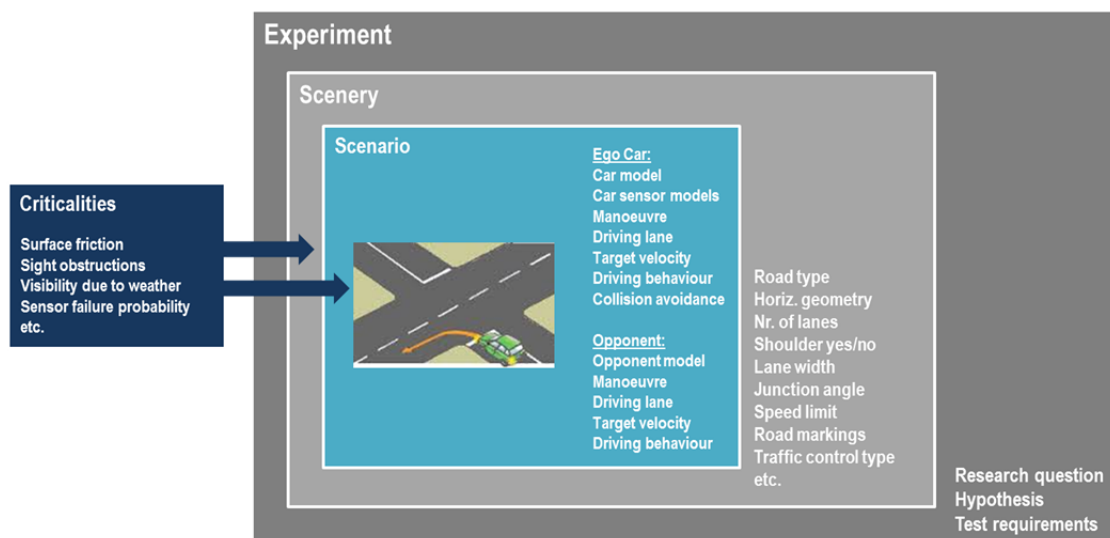 Experiment
Scenery
Scenario
Criticalities
Surface friction
Sight obstructions
Visibility due to weather
Sensor failure probability
etc.
Ego Car:
Car model
Car sensor models
Manoeuvre
Driving lane
Target velocity
Driving behaviour
Collision avoidance
Opponent:
Opponent model
Manoeuvre
Driving lane
Target velocity
Driving behaviour
Road type
Horiz. geometry
Nr. of lanes
Shoulder yes/no
Lane width
Junction angle
Speed limit
Road markings
Traffic control type
etc.
Research question
Hypothesis
Test requirements